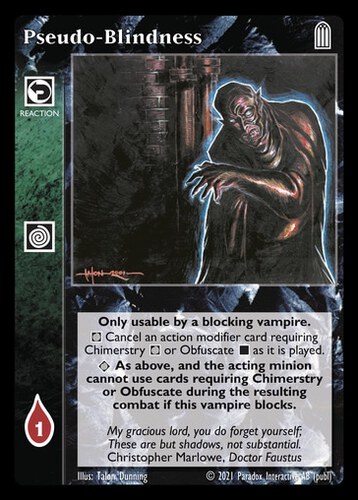 Pseudo-Blindness
REACTION
TALON 2001
Only usable by a blocking vampire.
Cancel an action modifier card requiring
Chimerstry or Obfuscate as it is played.
As above, and the acting minion
cannot use cards requiring Chimerstry
or Obfuscate during the resulting
combat if this vampire blocks.
1
My gracious lord, you do forget yourself;
These are but shadows, not substantial.
Christopher Marlowe, Doctor Faustus
Illus: Talon Dunning © 2021 Paradox Interactive AB (publ)